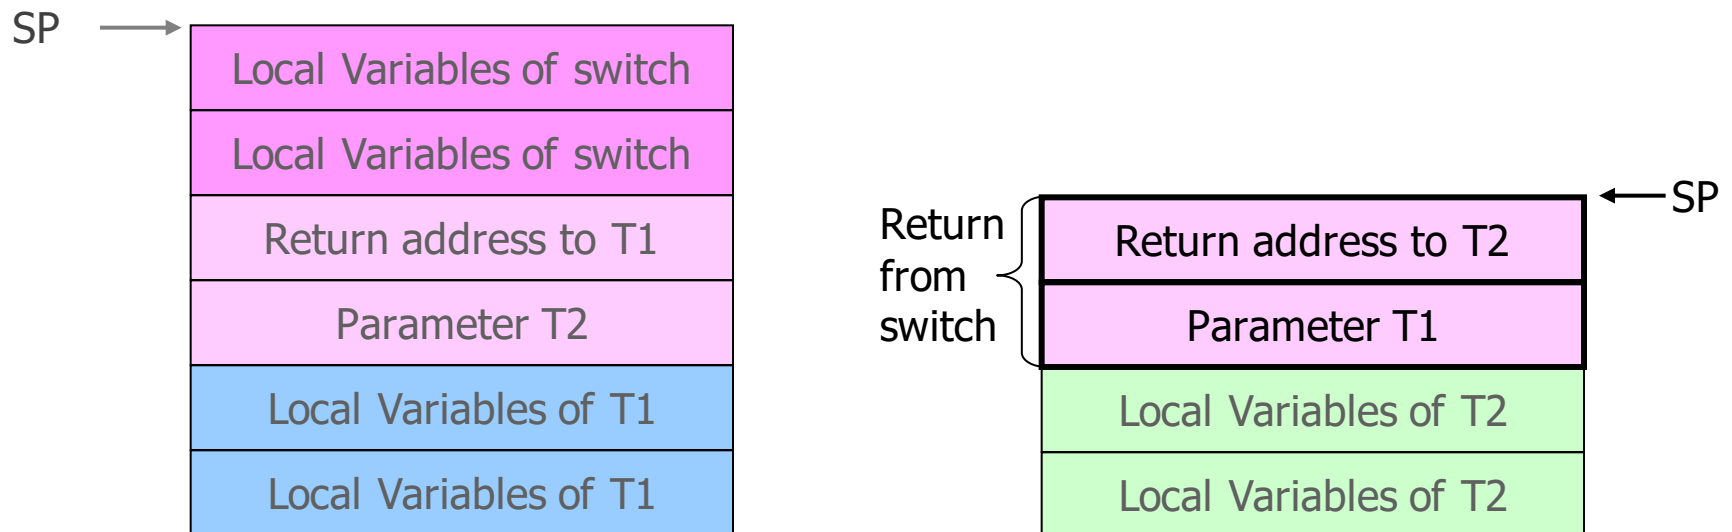 SP
Local Variables of switch
Local Variables of switch
Return address to T1
Parameter T2
Local Variables of T1
Local Variables of T1
Return
from
switch
SP
Return address to T2
Parameter T1
Local Variables of T2
Local Variables of T2